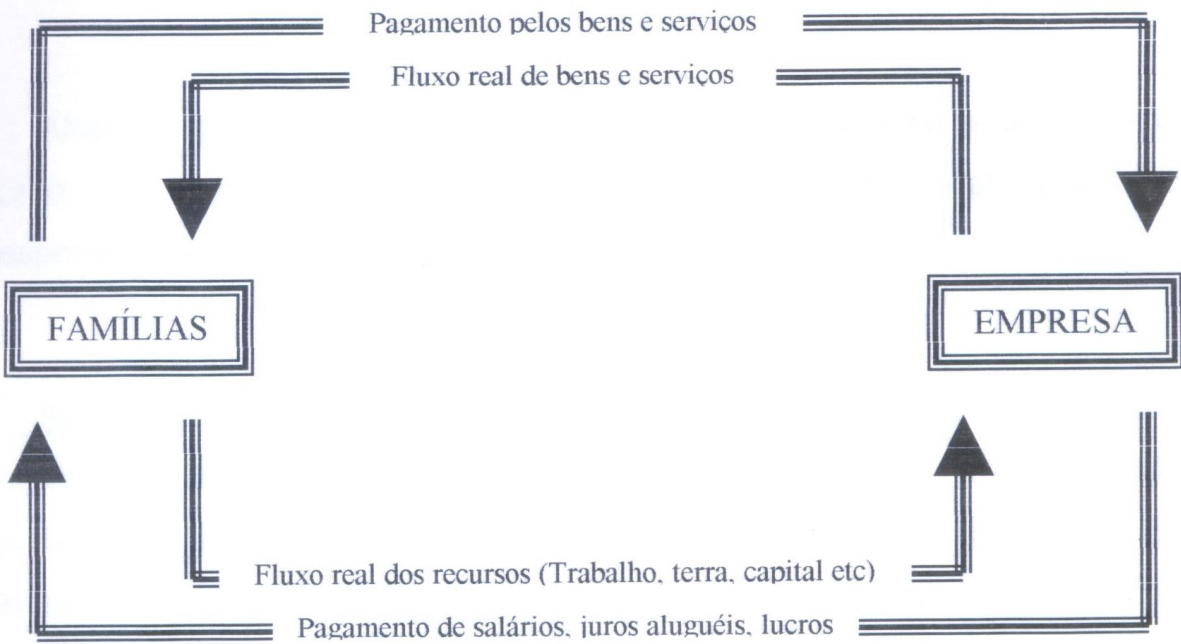 Pagamento pelos bens e serviços
Fluxo real de bens e serviços
FAMÍLIAS
EMPRESA
Fluxo real dos recursos (Trabalho, terra, capital etc)
Pagamento de salários, juros aluguéis, lucros